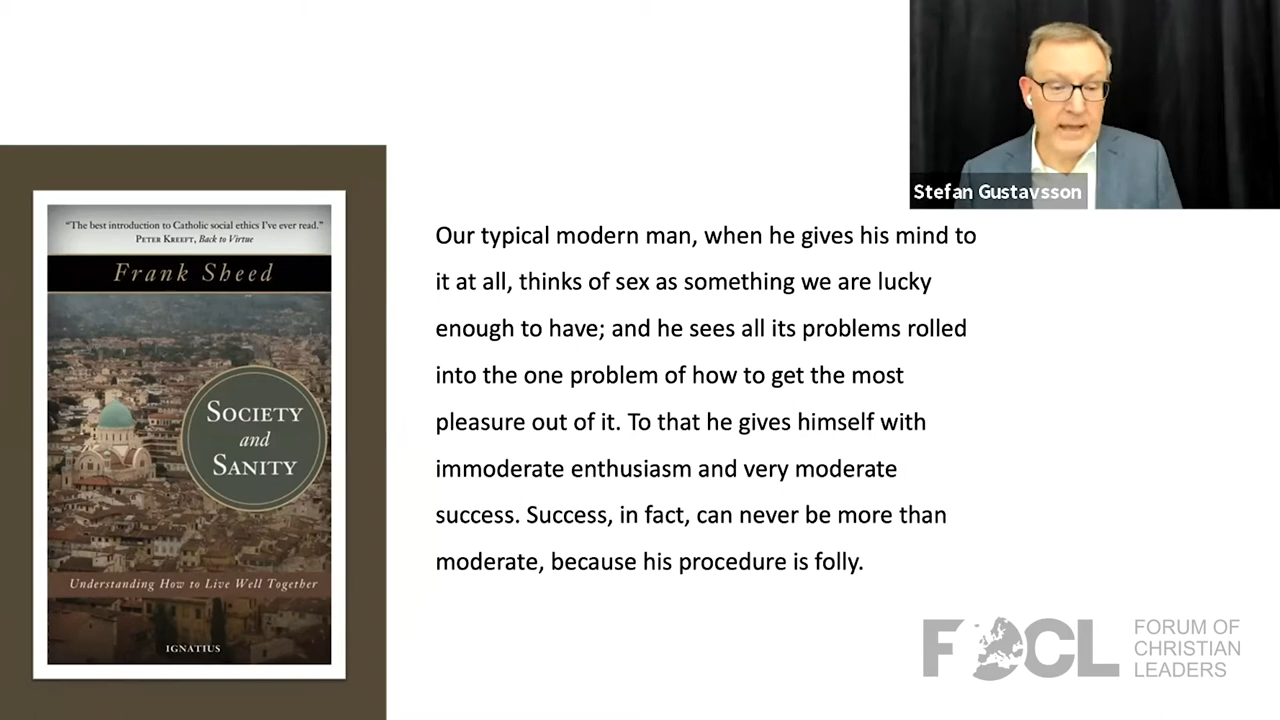 Stefan Gustavsson
“The best introduction to Catholic social ethics I’ve ever read.”
PETER KREEFT, Back to Virtue
Frank Sheed
SOCIETY
and
SANITY
Understanding How to Live Well Together
IGNATIUS
Our typical modern man, when he gives his mind to
it at all, thinks of sex as something we are lucky
enough to have; and he sees all its problems rolled
into the one problem of how to get the most
pleasure out of it. To that he gives himself with
immoderate enthusiasm and very moderate
success. Success, in fact, can never be more than
moderate, because his procedure is folly.
FOCL
FORUM OF
CHRISTIAN
LEADERS